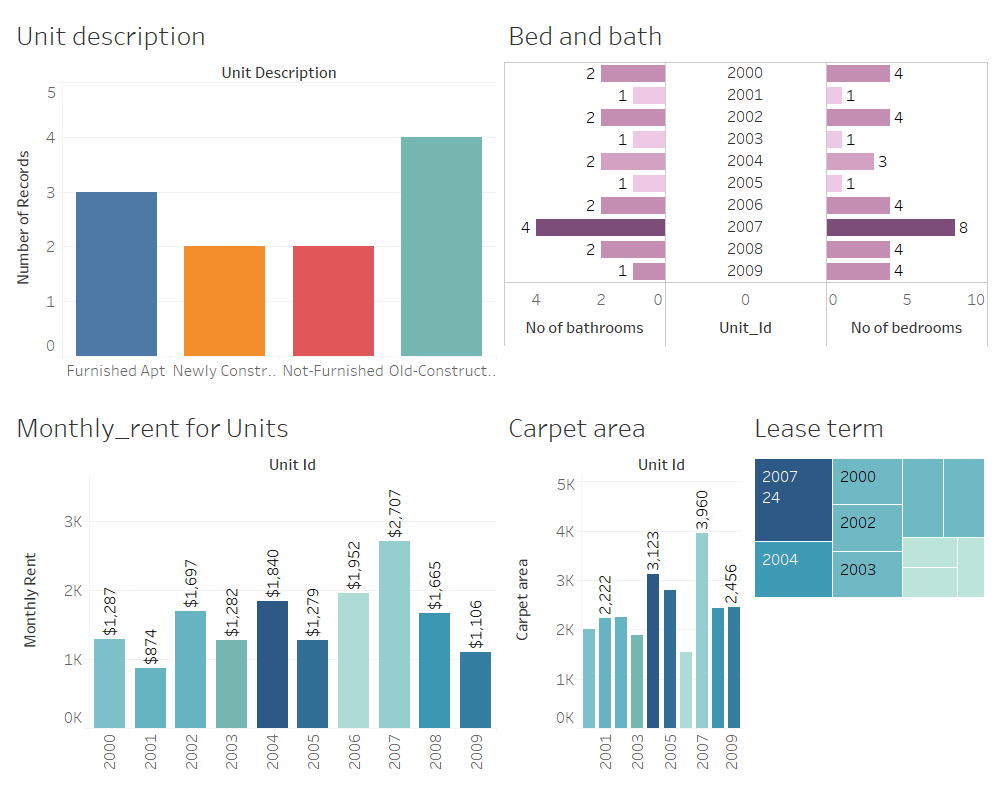 Unit description
Unit Description
5
4
3
2
1
0
Number of Records
Furnished Apt Newly Constr.. Not-Furnished Old-Construct..
Bed and bath
2 2000 4
1 2001 1
2 2002 4
1 2003 1
2 2004 3
1 2005 1
2 2006 4
4 2007 8
2 2008 4
1 2009 4
4 2 0 0 0 5 10
No of bathrooms Unit_Id No of bedrooms
Monthly_rent for Units
Unit Id
3K
2K
1K
0K
Monthly Rent
$1,287 $874 $1,697 $1,282 $1,840 $1,279 $1,952 $2,707 $1,665 $1,106
2000 2001 2002 2003 2004 2005 2006 2007 2008 2009
Carpet area
Unit Id
5K
4K
3K
2K
1K
0K
Carpet area
2,222 3,123 3,960 2,456
2001 2003 2005 2007 2009
Lease term
2007
24
2004
2000
2002
2003